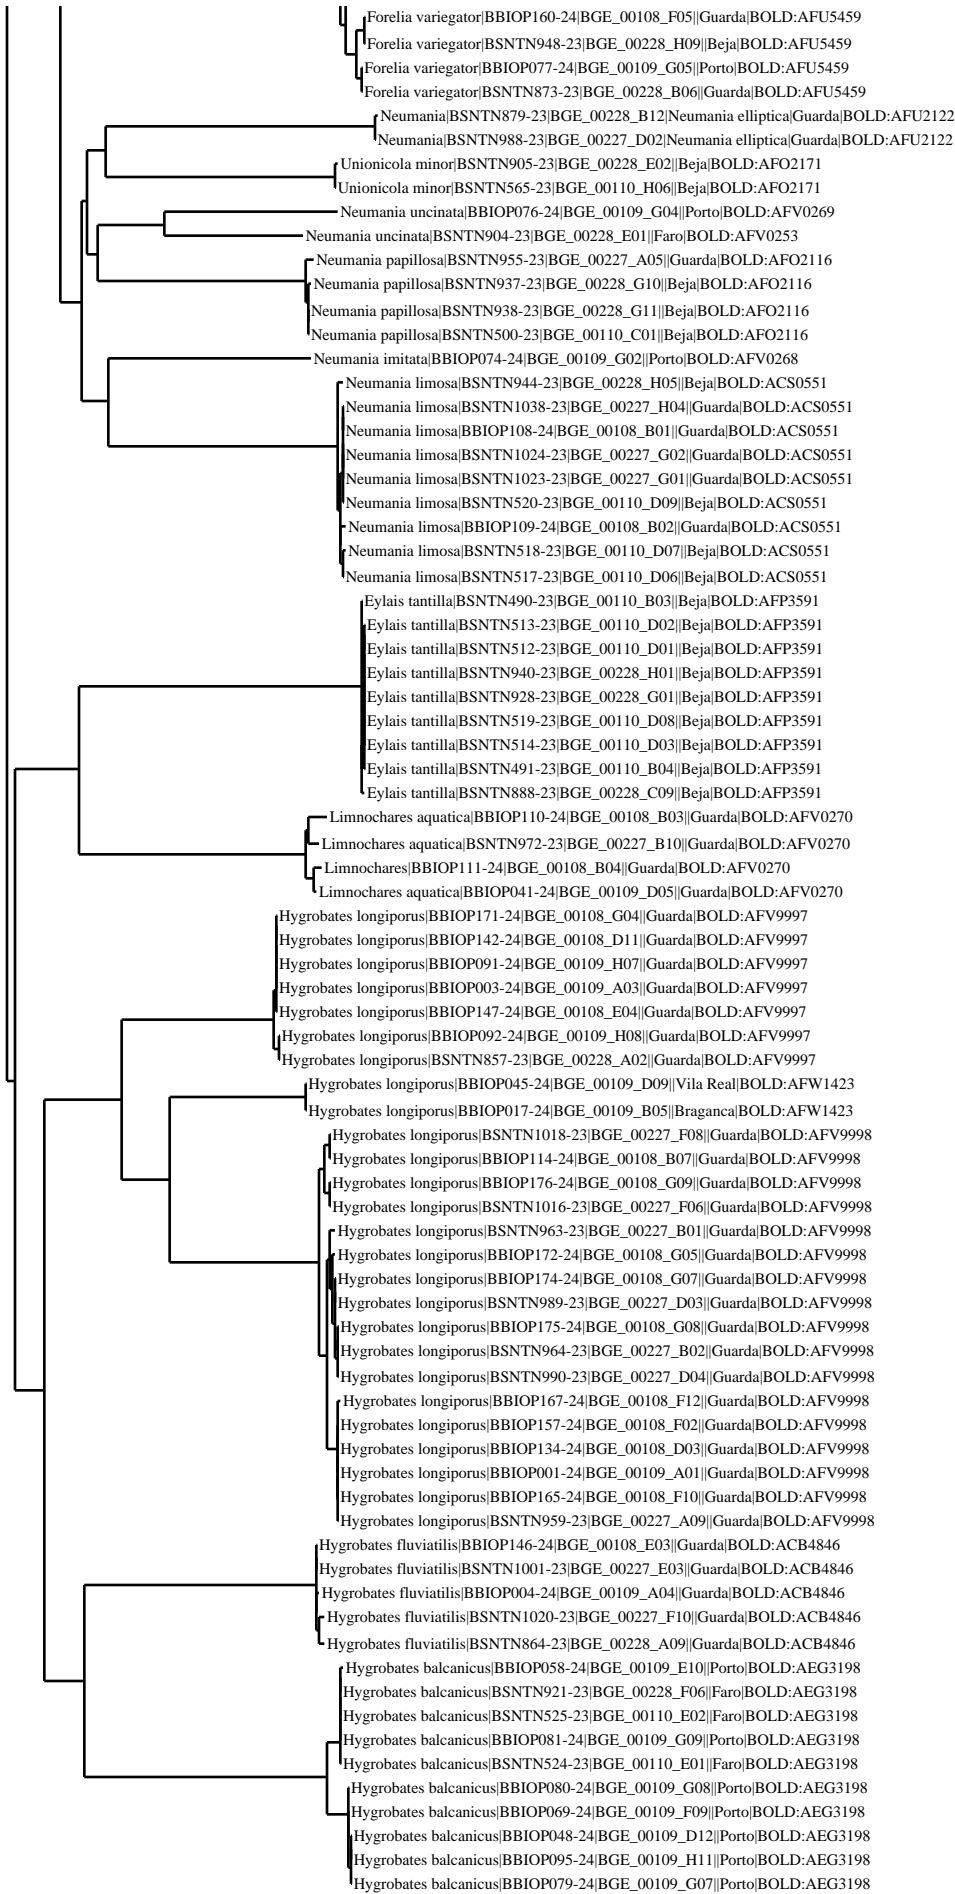 Forelia variegator|BBIOP160-24|BGE_00108_F05||Guarda|BOLD:AFU5459
Forelia variegator|BSNTN948-23|BGE_00228_H09||Beja|BOLD:AFU5459
Forelia variegator|BBIOP077-24|BGE_00109_G05||Porto|BOLD:AFU5459
Forelia variegator|BSNTN873-23|BGE_00228_B06||Guarda|BOLD:AFU5459
Neumania|BSNTN879-23|BGE_00228_B12|Neumania elliptica|Guarda|BOLD:AFU2122
Neumania|BSNTN988-23|BGE_00227_D02|Neumania elliptica|Guarda|BOLD:AFU2122
Unionicola minor|BSNTN905-23|BGE_00228_E02||Beja|BOLD:AFO2171
Unionicola minor|BSNTN565-23|BGE_00110_H06||Beja|BOLD:AFO2171
Neumania uncinata|BBIOP076-24|BGE_00109_G04||Porto|BOLD:AFV0269
Neumania uncinata|BSNTN904-23|BGE_00228_E01||Faro|BOLD:AFV0253
Neumania papillosa|BSNTN955-23|BGE_00227_A05||Guarda|BOLD:AFO2116
Neumania papillosa|BSNTN937-23|BGE_00228_G10||Beja|BOLD:AFO2116
Neumania papillosa|BSNTN938-23|BGE_00228_G11||Beja|BOLD:AFO2116
Neumania papillosa|BSNTN500-23|BGE_00110_C01||Beja|BOLD:AFO2116
Neumania imitata|BBIOP074-24|BGE_00109_G02||Porto|BOLD:AFV0268
Neumania limosa|BSNTN944-23|BGE_00228_H05||Beja|BOLD:ACS0551
Neumania limosa|BSNTN1038-23|BGE_00227_H04||Guarda|BOLD:ACS0551
Neumania limosa|BBIOP108-24|BGE_00108_B01||Guarda|BOLD:ACS0551
Neumania limosa|BSNTN1024-23|BGE_00227_G02||Guarda|BOLD:ACS0551
Neumania limosa|BSNTN1023-23|BGE_00227_G01||Guarda|BOLD:ACS0551
Neumania limosa|BSNTN520-23|BGE_00110_D09||Beja|BOLD:ACS0551
Neumania limosa|BBIOP109-24|BGE_00108_B02||Guarda|BOLD:ACS0551
Neumania limosa|BSNTN518-23|BGE_00110_D07||Beja|BOLD:ACS0551
Neumania limosa|BSNTN517-23|BGE_00110_D06||Beja|BOLD:ACS0551
Eylais tantilla|BSNTN490-23|BGE_00110_B03||Beja|BOLD:AFP3591
Eylais tantilla|BSNTN513-23|BGE_00110_D02||Beja|BOLD:AFP3591
Eylais tantilla|BSNTN512-23|BGE_00110_D01||Beja|BOLD:AFP3591
Eylais tantilla|BSNTN940-23|BGE_00228_H01||Beja|BOLD:AFP3591
Eylais tantilla|BSNTN928-23|BGE_00228_G01||Beja|BOLD:AFP3591
Eylais tantilla|BSNTN519-23|BGE_00110_D08||Beja|BOLD:AFP3591
Eylais tantilla|BSNTN514-23|BGE_00110_D03||Beja|BOLD:AFP3591
Eylais tantilla|BSNTN491-23|BGE_00110_B04||Beja|BOLD:AFP3591
Eylais tantilla|BSNTN888-23|BGE_00228_C09||Beja|BOLD:AFP3591
Limnochares aquatica|BBIOP110-24|BGE_00108_B03||Guarda|BOLD:AFV0270
Limnochares aquatica|BSNTN972-23|BGE_00227_B10||Guarda|BOLD:AFV0270
Limnochares|BBIOP111-24|BGE_00108_B04||Guarda|BOLD:AFV0270
Limnochares aquatica|BBIOP041-24|BGE_00109_D05||Guarda|BOLD:AFV0270
Hygrobates longiporus|BBIOP171-24|BGE_00108_G04||Guarda|BOLD:AFV9997
Hygrobates longiporus|BBIOP142-24|BGE_00108_D11||Guarda|BOLD:AFV9997
Hygrobates longiporus|BBIOP091-24|BGE_00109_H07||Guarda|BOLD:AFV9997
Hygrobates longiporus|BBIOP003-24|BGE_00109_A03||Guarda|BOLD:AFV9997
Hygrobates longiporus|BBIOP147-24|BGE_00108_E04||Guarda|BOLD:AFV9997
Hygrobates longiporus|BBIOP092-24|BGE_00109_H08||Guarda|BOLD:AFV9997
Hygrobates longiporus|BSNTN857-23|BGE_00228_A02||Guarda|BOLD:AFV9997
Hygrobates longiporus|BBIOP045-24|BGE_00109_D09||Vila Real|BOLD:AFW1423
Hygrobates longiporus|BBIOP017-24|BGE_00109_B05||Braganca|BOLD:AFW1423
Hygrobates longiporus|BSNTN1018-23|BGE_00227_F08||Guarda|BOLD:AFV9998
Hygrobates longiporus|BBIOP114-24|BGE_00108_B07||Guarda|BOLD:AFV9998
Hygrobates longiporus|BBIOP176-24|BGE_00108_G09||Guarda|BOLD:AFV9998
Hygrobates longiporus|BSNTN1016-23|BGE_00227_F06||Guarda|BOLD:AFV9998
Hygrobates longiporus|BSNTN963-23|BGE_00227_B01||Guarda|BOLD:AFV9998
Hygrobates longiporus|BBIOP172-24|BGE_00108_G05||Guarda|BOLD:AFV9998
Hygrobates longiporus|BBIOP174-24|BGE_00108_G07||Guarda|BOLD:AFV9998
Hygrobates longiporus|BSNTN989-23|BGE_00227_D03||Guarda|BOLD:AFV9998
Hygrobates longiporus|BBIOP175-24|BGE_00108_G08||Guarda|BOLD:AFV9998
Hygrobates longiporus|BSNTN964-23|BGE_00227_B02||Guarda|BOLD:AFV9998
Hygrobates longiporus|BSNTN990-23|BGE_00227_D04||Guarda|BOLD:AFV9998
Hygrobates longiporus|BBIOP167-24|BGE_00108_F12||Guarda|BOLD:AFV9998
Hygrobates longiporus|BBIOP157-24|BGE_00108_F02||Guarda|BOLD:AFV9998
Hygrobates longiporus|BBIOP134-24|BGE_00108_D03||Guarda|BOLD:AFV9998
Hygrobates longiporus|BBIOP001-24|BGE_00109_A01||Guarda|BOLD:AFV9998
Hygrobates longiporus|BBIOP165-24|BGE_00108_F10||Guarda|BOLD:AFV9998
Hygrobates longiporus|BSNTN959-23|BGE_00227_A09||Guarda|BOLD:AFV9998
Hygrobates fluviatilis|BBIOP146-24|BGE_00108_E03||Guarda|BOLD:ACB4846
Hygrobates fluviatilis|BSNTN1001-23|BGE_00227_E03||Guarda|BOLD:ACB4846
Hygrobates fluviatilis|BBIOP004-24|BGE_00109_A04||Guarda|BOLD:ACB4846
Hygrobates fluviatilis|BSNTN1020-23|BGE_00227_F10||Guarda|BOLD:ACB4846
Hygrobates fluviatilis|BSNTN864-23|BGE_00228_A09||Guarda|BOLD:ACB4846
Hygrobates balcanicus|BBIOP058-24|BGE_00109_E10||Porto|BOLD:AEG3198
Hygrobates balcanicus|BSNTN921-23|BGE_00228_F06||Faro|BOLD:AEG3198
Hygrobates balcanicus|BSNTN525-23|BGE_00110_E02||Faro|BOLD:AEG3198
Hygrobates balcanicus|BBIOP081-24|BGE_00109_G09||Porto|BOLD:AEG3198
Hygrobates balcanicus|BSNTN524-23|BGE_00110_E01||Faro|BOLD:AEG3198
Hygrobates balcanicus|BBIOP080-24|BGE_00109_G08||Porto|BOLD:AEG3198
Hygrobates balcanicus|BBIOP069-24|BGE_00109_F09||Porto|BOLD:AEG3198
Hygrobates balcanicus|BBIOP048-24|BGE_00109_D12||Porto|BOLD:AEG3198
Hygrobates balcanicus|BBIOP095-24|BGE_00109_H11||Porto|BOLD:AEG3198
Hygrobates balcanicus|BBIOP079-24|BGE_00109_G07||Porto|BOLD:AEG3198